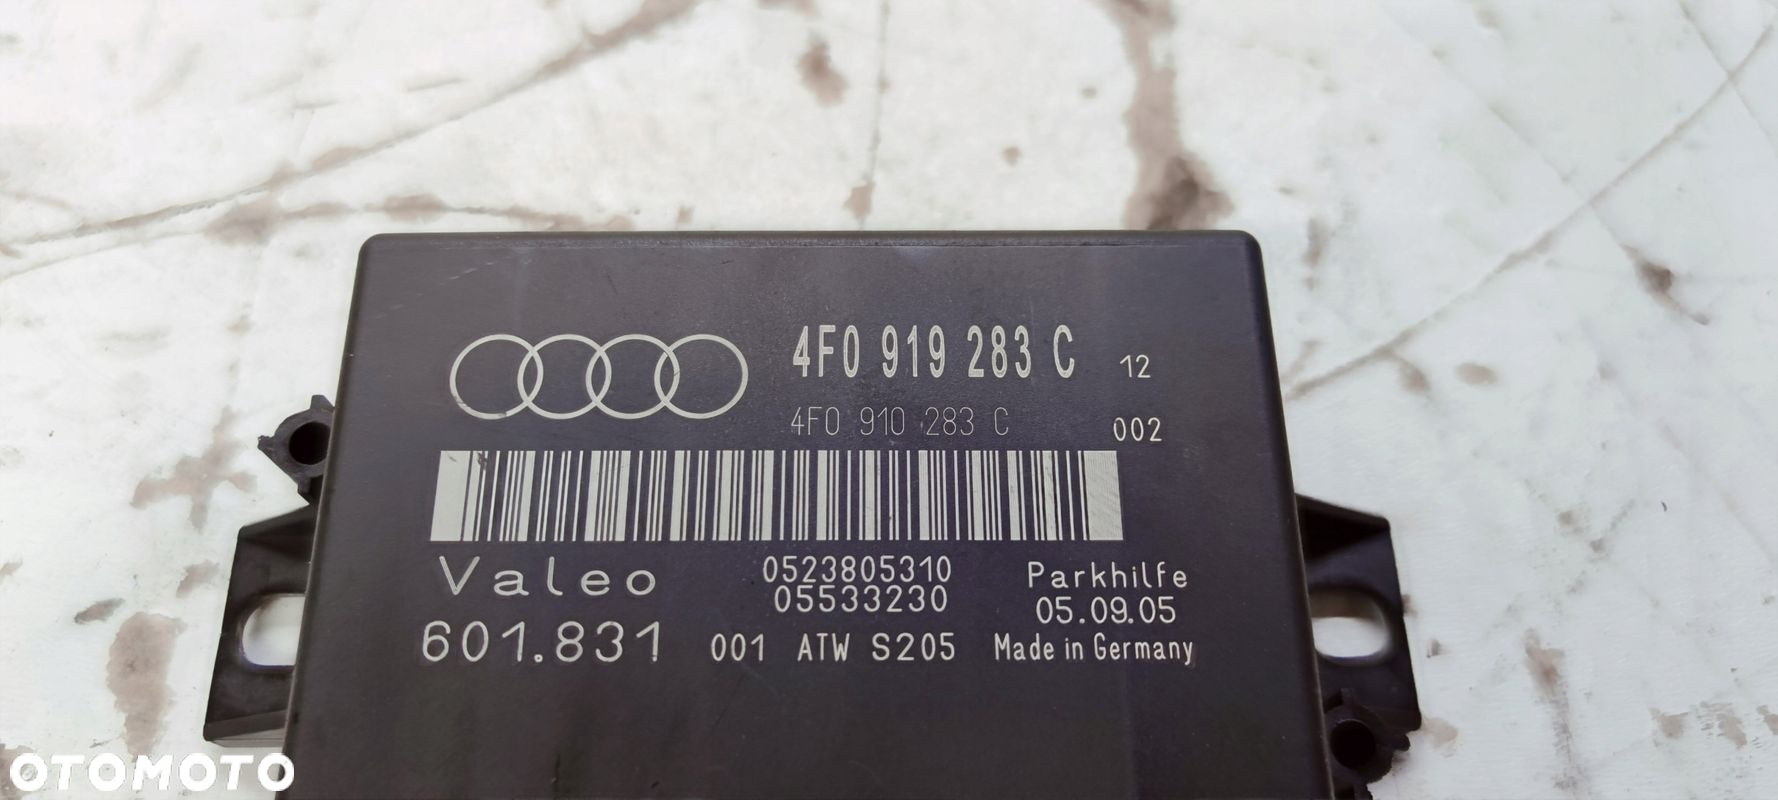 4F0 919 283 C 12
4F0 910 283 C 002
Valeo 0523805310 Parkhilfe
05533230 05.09.05
601.831 001 ATW S205 Made in Germany
OTOMOTO